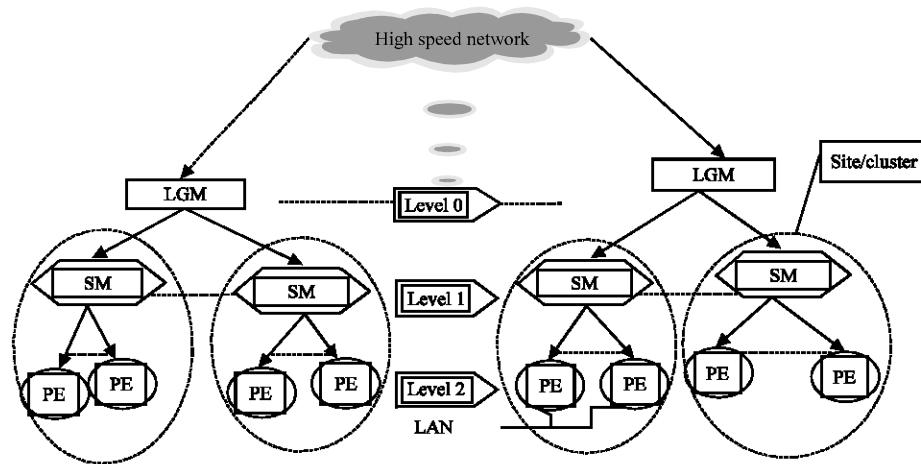 High speed network
LGM
LGM
Site/cluster
Level 0
SM
SM
Level 1
SM
SM
PE
PE
PE
PE
Level 2
PE
PE
PE
PE
LAN